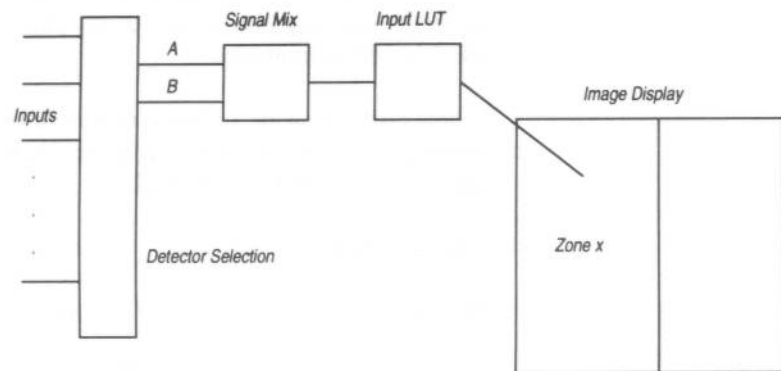 Signal Mix
Input LUT
A
B
Image Display
Inputs
Zone x
Detector Selection